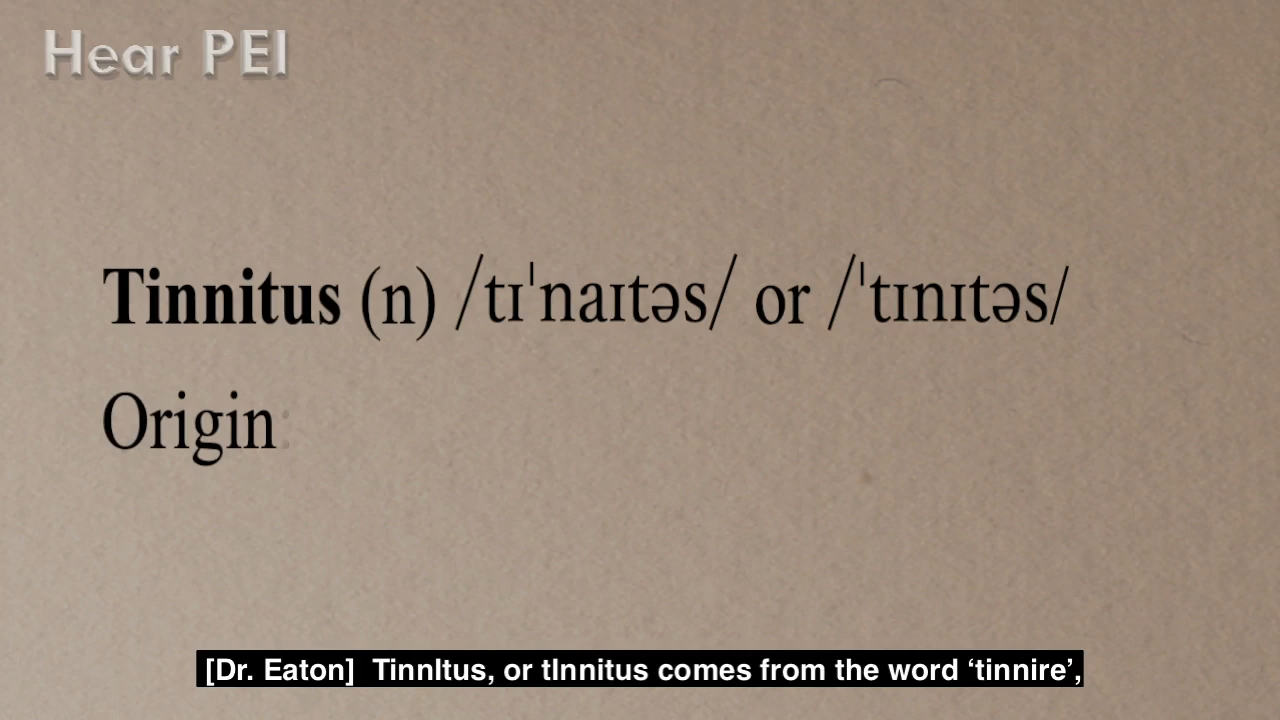 Hear PEI
Tinnitus (n) /tɪˈnaɪtəs/ or /ˈtɪnɪtəs/
Origin:
[Dr. Eaton]  TinnItus, or tInnitus comes from the word ‘tinnire’,